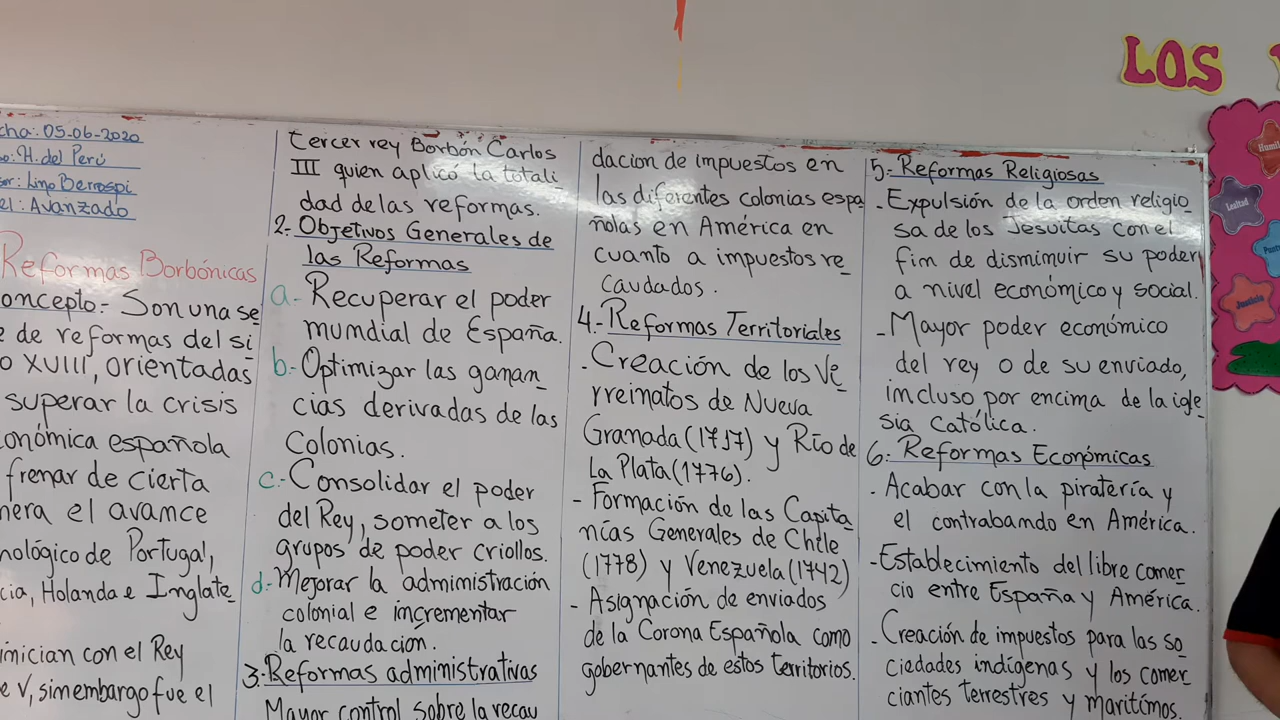 cha: 05-06-2020
so: H. del Perú
sor: Lino Berrospi
el: Avanzado
Reformas Borbónicas
oncepto.- Son una se
e de reformas del si
o XVIII, orientadas
superar la crisis
onómica española
frenar de cierta
nera el avance
nológico de Portugal,
cia, Holanda e Inglate
inician con el Rey
e V, sin embargo fue el
tercer rey Borbón Carlos
III quien aplicó la totali
dad de las reformas.
2.- Objetivos Generales de
las Reformas
a.- Recuperar el poder
mundial de España.
b.- Optimizar las ganan
cias derivadas de las
Colonias.
c.- Consolidar el poder
del Rey, someter a los
grupos de poder criollos.
d.- Mejorar la administración
colonial e incrementar
la recaudación.
3.- Reformas administrativas
Mayor control sobre la recau
dacion de impuestos en
las diferentes colonias espa
ñolas en América en
cuanto a impuestos re
caudados.
4.- Reformas Territoriales
- Creación de los Ve
rreinatos de Nueva
Granada (1717) y Río de
La Plata (1776).
- Formación de las Capita
nías Generales de Chile
(1778) y Venezuela (1742)
- Asignación de enviados
de la Corona Española como
gobernantes de estos territorios.
5.- Reformas Religiosas
- Expulsión de la orden religio
sa de los Jesuitas con el
fin de disminuir su poder
a nivel económico y social.
- Mayor poder económico
del rey o de su enviado,
incluso por encima de la igle
sia Católica.
6.- Reformas Económicas
- Acabar con la piratería y
el contrabando en América.
- Establecimiento del libre comer
cio entre España y América.
- Creación de impuestos para las so
ciedades indígenas y los comer
ciantes terrestres y marítimos.
LOS
Humil
Lealtad
Punt
Justicia